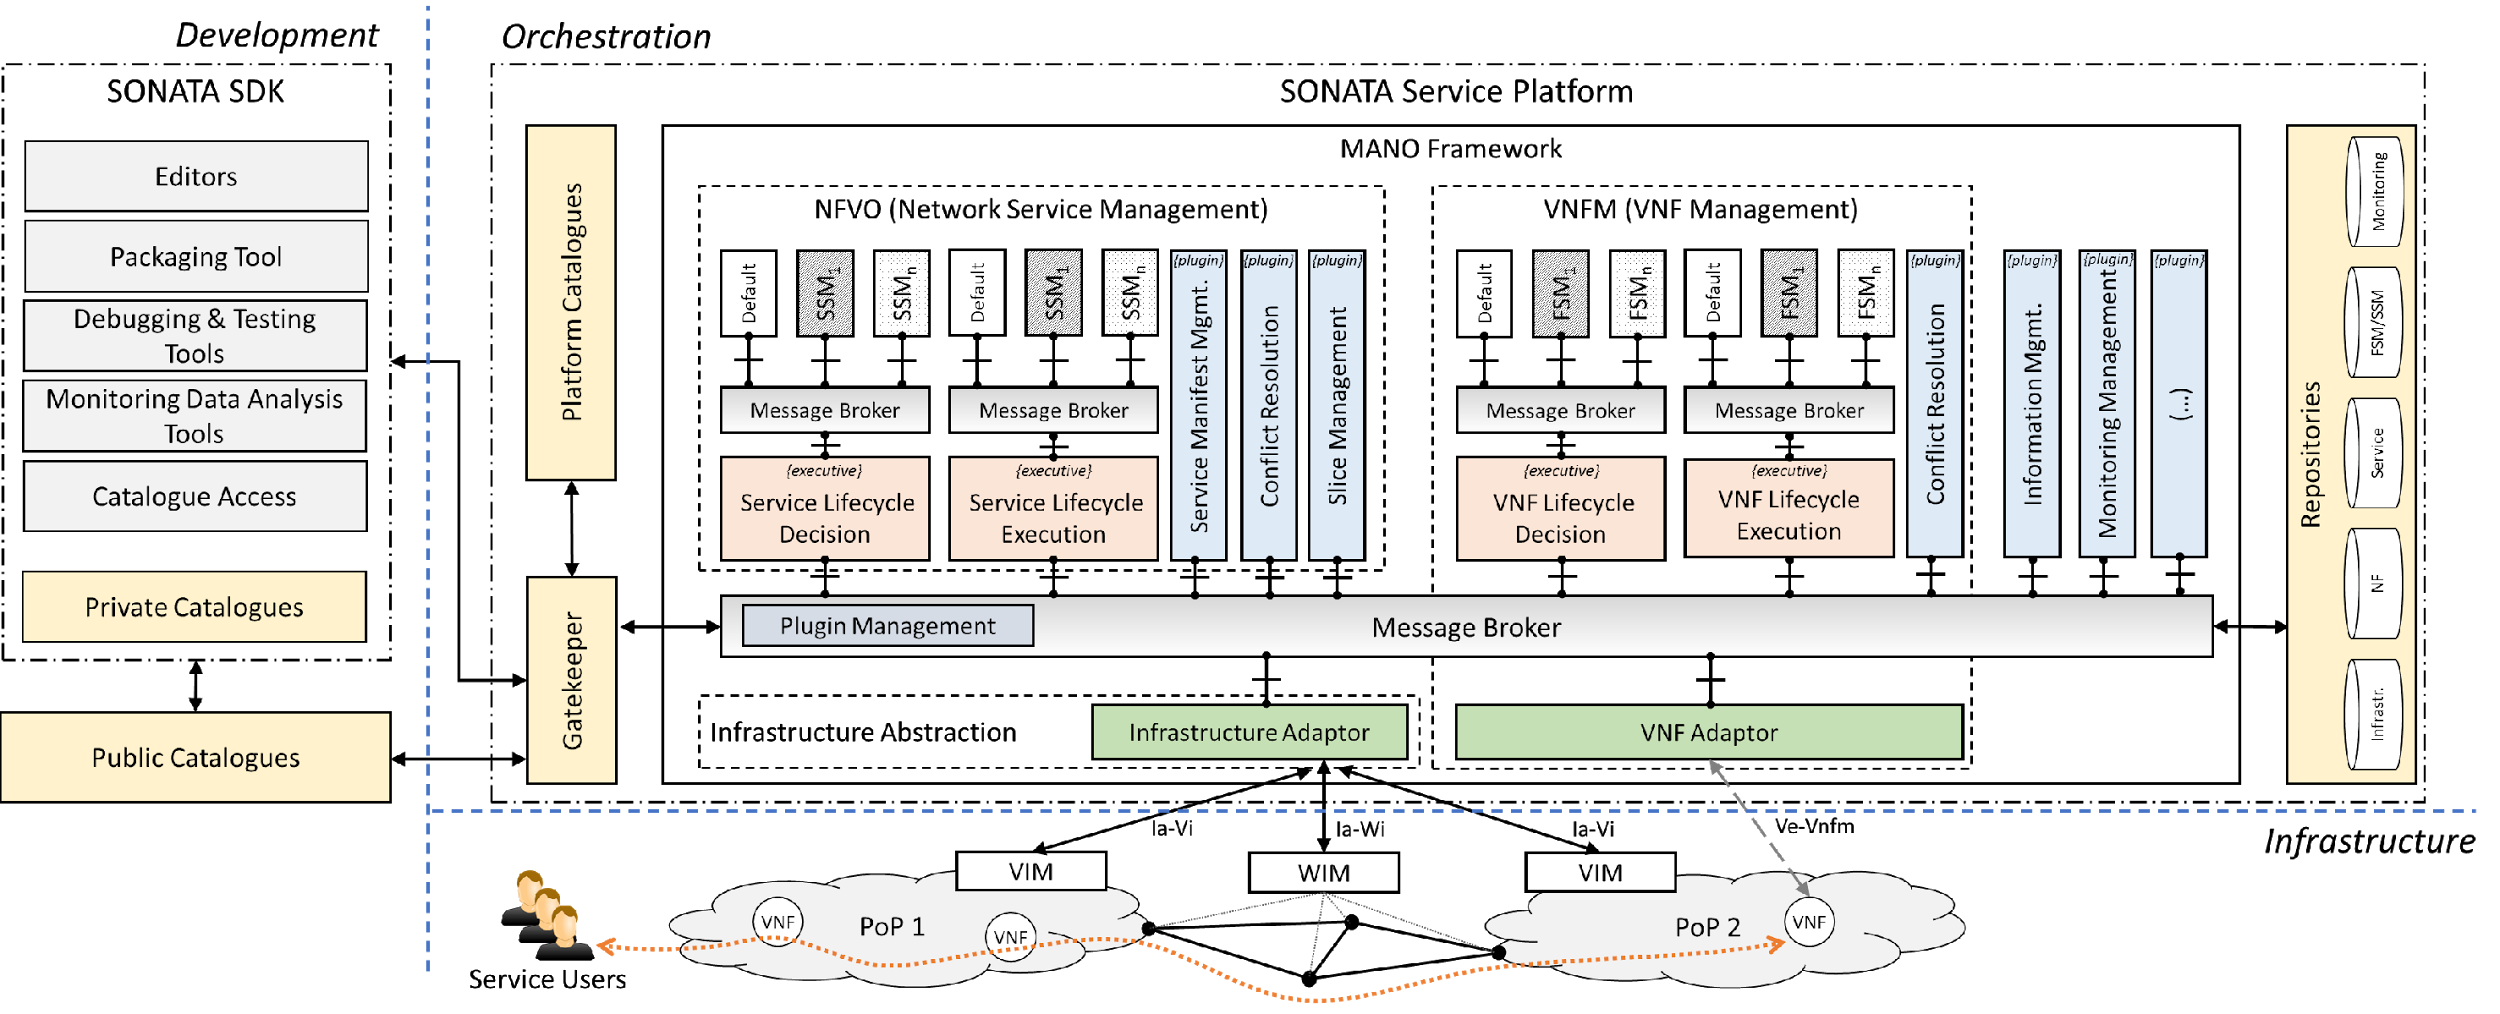 Development
Orchestration
SONATA SDK
Editors
Packaging Tool
Debugging & Testing
Tools
Monitoring Data Analysis
Tools
Catalogue Access
Private Catalogues
Public Catalogues
SONATA Service Platform
Platform Catalogues
Gatekeeper
MANO Framework
NFVO (Network Service Management)
Default
SSM1
SSMn
Default
SSM1
SSMn
Message Broker
Message Broker
{executive}
Service Lifecycle
Decision
{executive}
Service Lifecycle
Execution
{plugin}
Service Manifest Mgmt.
{plugin}
Conflict Resolution
{plugin}
Slice Management
VNFM (VNF Management)
Default
FSM1
FSMn
Default
FSM1
FSMn
Message Broker
Message Broker
{executive}
VNF Lifecycle
Decision
{executive}
VNF Lifecycle
Execution
{plugin}
Conflict Resolution
{plugin}
Information Mgmt.
{plugin}
Monitoring Management
{plugin}
(...)
Plugin Management
Message Broker
Infrastructure Abstraction
Infrastructure Adaptor
VNF Adaptor
Repositories
Monitoring
FSM/SSM
Service
NF
Infrastr.
Infrastructure
Ia-Vi
Ia-Wi
Ia-Vi
Ve-Vnfm
VIM
WIM
VIM
VNF
PoP 1
VNF
PoP 2
VNF
Service Users